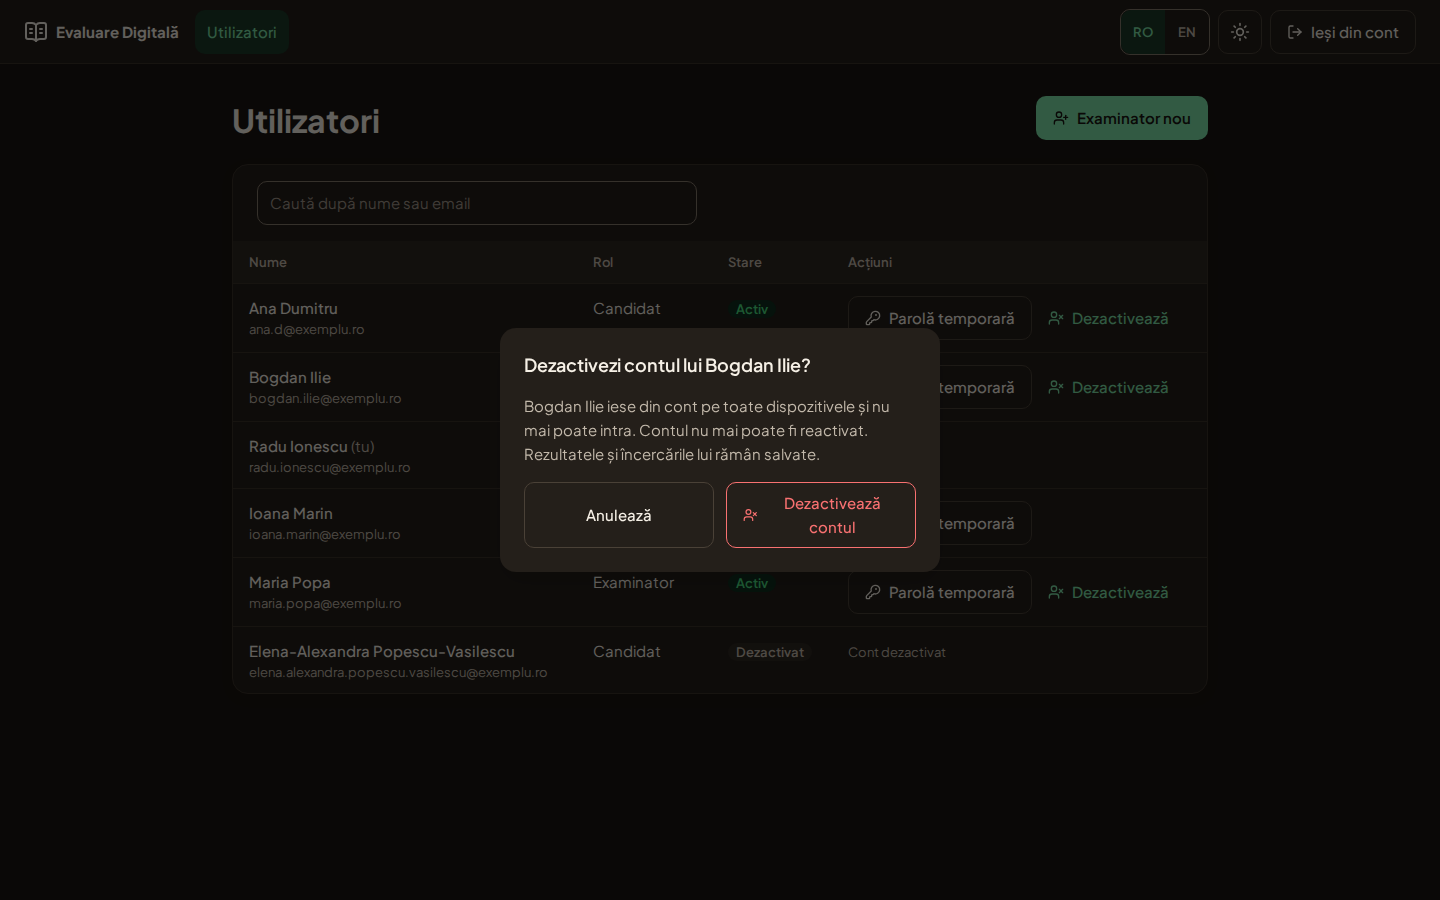 Evaluare Digitală
Utilizatori
RO
EN
Ieși din cont
Utilizatori
Examinator nou
Caută după nume sau email
Nume
Rol
Stare
Acțiuni
Ana Dumitru
ana.d@exemplu.ro
Candidat
Activ
Parolă temporară
Dezactivează
Bogdan Ilie
bogdan.ilie@exemplu.ro
temporară
Dezactivează
Radu Ionescu (tu)
radu.ionescu@exemplu.ro
Ioana Marin
ioana.marin@exemplu.ro
temporară
Maria Popa
maria.popa@exemplu.ro
Examinator
Activ
Parolă temporară
Dezactivează
Elena-Alexandra Popescu-Vasilescu
elena.alexandra.popescu.vasilescu@exemplu.ro
Candidat
Dezactivat
Cont dezactivat
Dezactivezi contul lui Bogdan Ilie?
Bogdan Ilie iese din cont pe toate dispozitivele și nu
mai poate intra. Contul nu mai poate fi reactivat.
Rezultatele și încercările lui rămân salvate.
Anulează
Dezactivează
contul